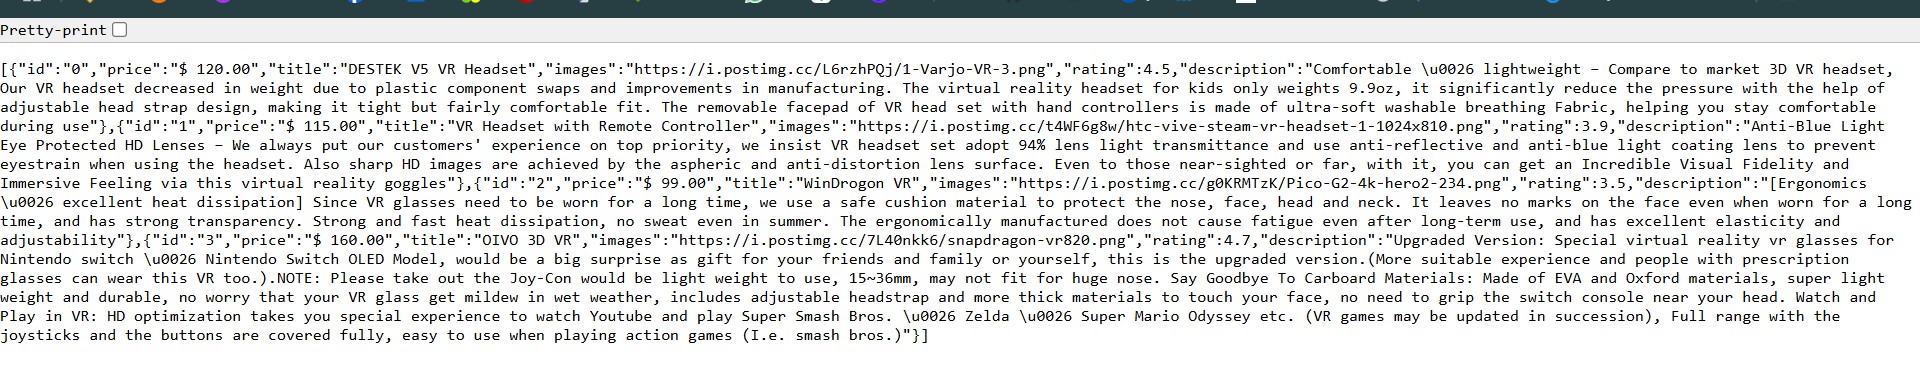 Pretty-print
[{"id":"0","price":"$ 120.00","title":"DESTEK V5 VR Headset","images":"https://i.postimg.cc/L6rzhPQj/1-Varjo-VR-3.png","rating":4.5,"description":"Comfortable \u0026 lightweight – Compare to market 3D VR headset,
Our VR headset decreased in weight due to plastic component swaps and improvements in manufacturing. The virtual reality headset for kids only weights 9.9oz, it significantly reduce the pressure with the help of
adjustable head strap design, making it tight but fairly comfortable fit. The removable facepad of VR head set with hand controllers is made of ultra-soft washable breathing Fabric, helping you stay comfortable
during use"},{"id":"1","price":"$ 115.00","title":"VR Headset with Remote Controller","images":"https://i.postimg.cc/t4WF6g8w/htc-vive-steam-vr-headset-1-1024x810.png","rating":3.9,"description":"Anti-Blue Light
Eye Protected HD Lenses – We always put our customers' experience on top priority, we insist VR headset set adopt 94% lens light transmittance and use anti-reflective and anti-blue light coating lens to prevent
eyestrain when using the headset. Also sharp HD images are achieved by the aspheric and anti-distortion lens surface. Even to those near-sighted or far, with it, you can get an Incredible Visual Fidelity and
Immersive Feeling via this virtual reality goggles"},{"id":"2","price":"$ 99.00","title":"WinDrogon VR","images":"https://i.postimg.cc/g0KRMTzK/Pico-G2-4k-hero2-234.png","rating":3.5,"description":"[Ergonomics
\u0026 excellent heat dissipation] Since VR glasses need to be worn for a long time, we use a safe cushion material to protect the nose, face, head and neck. It leaves no marks on the face even when worn for a long
time, and has strong transparency. Strong and fast heat dissipation, no sweat even in summer. The ergonomically manufactured does not cause fatigue even after long-term use, and has excellent elasticity and
adjustability"},{"id":"3","price":"$ 160.00","title":"OIVO 3D VR","images":"https://i.postimg.cc/7L40nkk6/snapdragon-vr820.png","rating":4.7,"description":"Upgraded Version: Special virtual reality vr glasses for
Nintendo switch \u0026 Nintendo Switch OLED Model, would be a big surprise as gift for your friends and family or yourself, this is the upgraded version.(More suitable experience and people with prescription
glasses can wear this VR too.).NOTE: Please take out the Joy-Con would be light weight to use, 15~36mm, may not fit for huge nose. Say Goodbye To Carboard Materials: Made of EVA and Oxford materials, super light
weight and durable, no worry that your VR glass get mildew in wet weather, includes adjustable headstrap and more thick materials to touch your face, no need to grip the switch console near your head. Watch and
Play in VR: HD optimization takes you special experience to watch Youtube and play Super Smash Bros. \u0026 Zelda \u0026 Super Mario Odyssey etc. (VR games may be updated in succession), Full range with the
joysticks and the buttons are covered fully, easy to use when playing action games (I.e. smash bros.)"}]